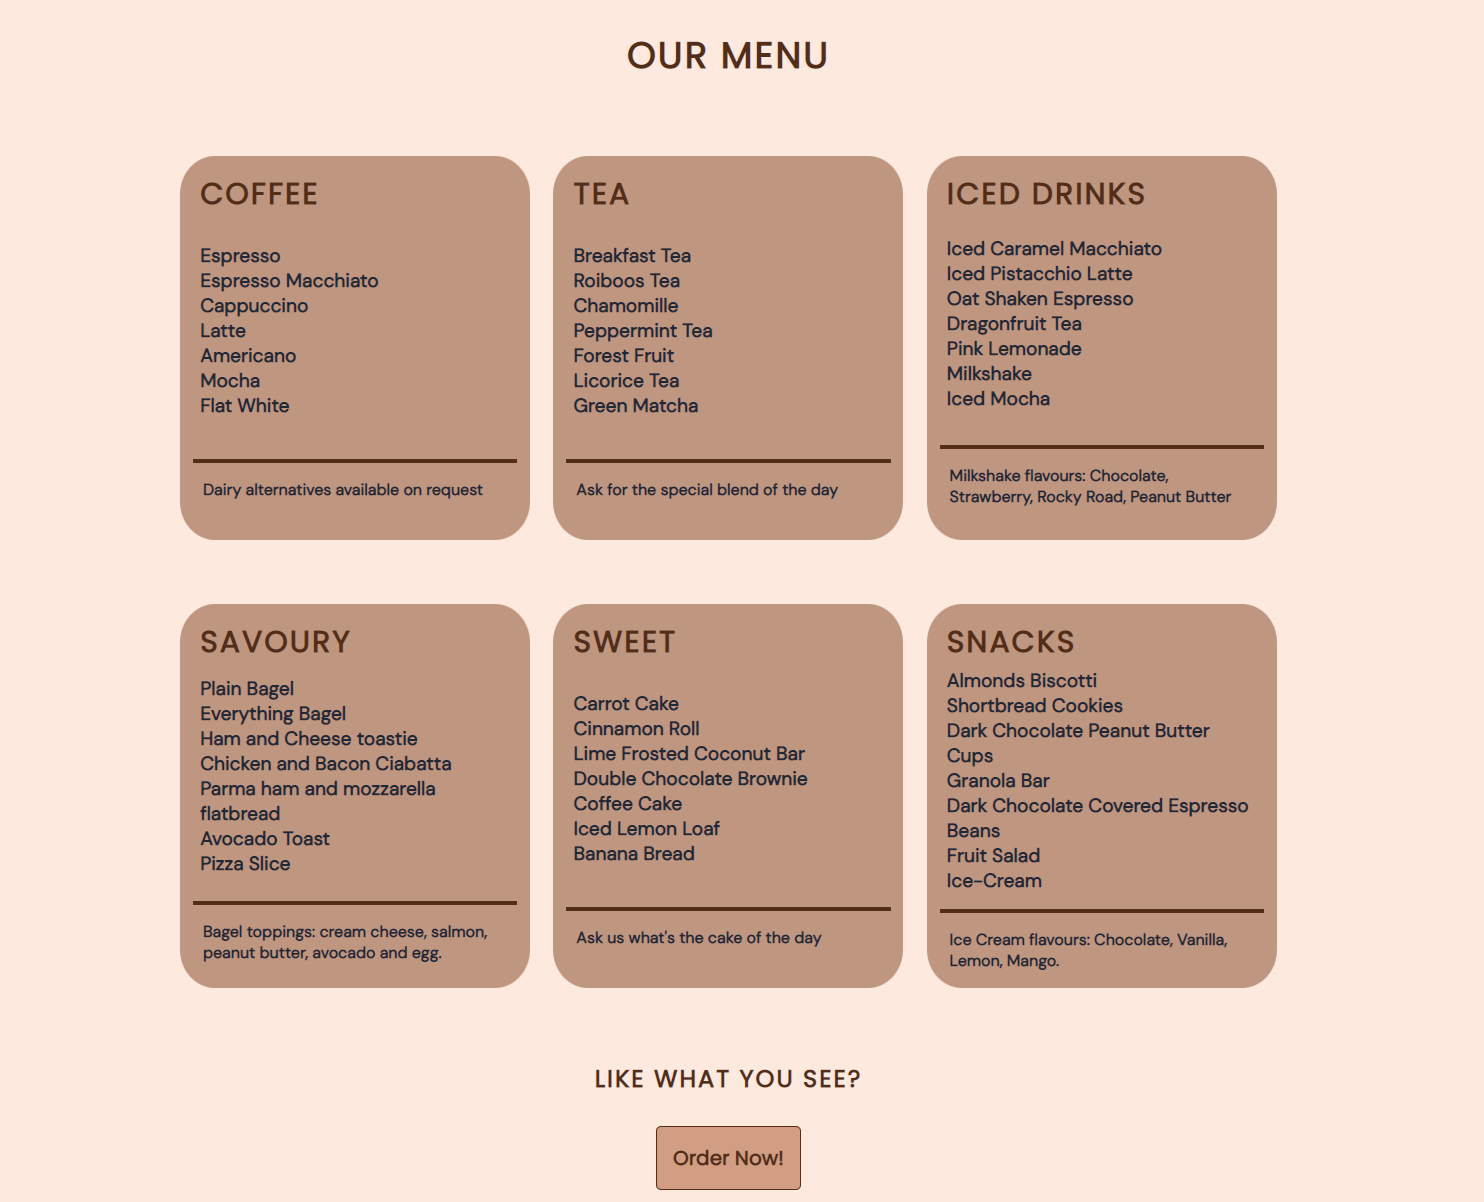 OUR MENU
COFFEE
Espresso
Espresso Macchiato
Cappuccino
Latte
Americano
Mocha
Flat White
Dairy alternatives available on request
TEA
Breakfast Tea
Roiboos Tea
Chamomille
Peppermint Tea
Forest Fruit
Licorice Tea
Green Matcha
Ask for the special blend of the day
ICED DRINKS
Iced Caramel Macchiato
Iced Pistacchio Latte
Oat Shaken Espresso
Dragonfruit Tea
Pink Lemonade
Milkshake
Iced Mocha
Milkshake flavours: Chocolate,
Strawberry, Rocky Road, Peanut Butter
SAVOURY
Plain Bagel
Everything Bagel
Ham and Cheese toastie
Chicken and Bacon Ciabatta
Parma ham and mozzarella
flatbread
Avocado Toast
Pizza Slice
Bagel toppings: cream cheese, salmon,
peanut butter, avocado and egg.
SWEET
Carrot Cake
Cinnamon Roll
Lime Frosted Coconut Bar
Double Chocolate Brownie
Coffee Cake
Iced Lemon Loaf
Banana Bread
Ask us what's the cake of the day
SNACKS
Almonds Biscotti
Shortbread Cookies
Dark Chocolate Peanut Butter
Cups
Granola Bar
Dark Chocolate Covered Espresso
Beans
Fruit Salad
Ice-Cream
Ice Cream flavours: Chocolate, Vanilla,
Lemon, Mango.
LIKE WHAT YOU SEE?
Order Now!